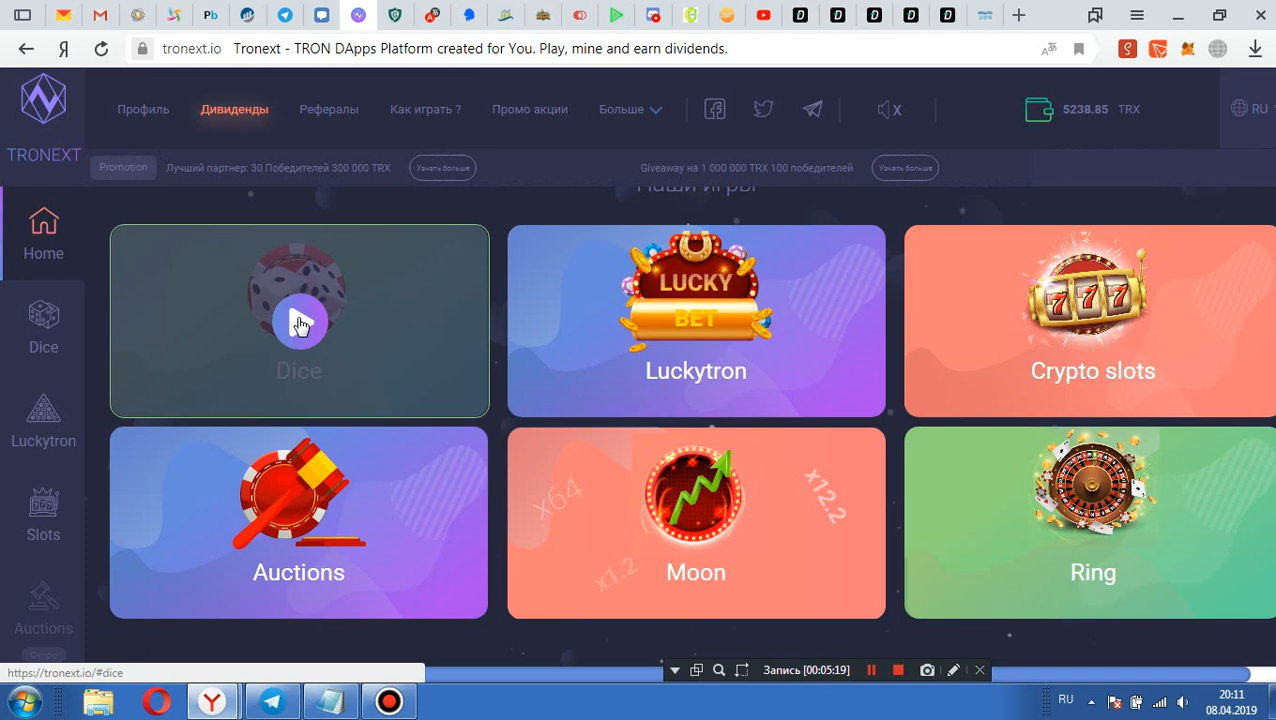 tronext.io Tronext - TRON DApps Platform created for You. Play, mine and earn dividends.
TRONEXT
Профиль Дивиденды Рефералы Как играть ? Промо акции Больше 5238.85 TRX RU
Promotion Лучший партнер: 30 Победителей 300 000 TRX Узнать больше Giveaway на 1 000 000 TRX 100 победителей Узнать больше
Наши игры
Home
Dice
Luckytron
Slots
Auctions
Скоро
Dice
LUCKY
BET
Luckytron
777
Crypto slots
Auctions
x64
x12.2
x1.2
Moon
Ring
https://tronext.io/#dice
Запись [00:05:19]
RU
20:11
08.04.2019